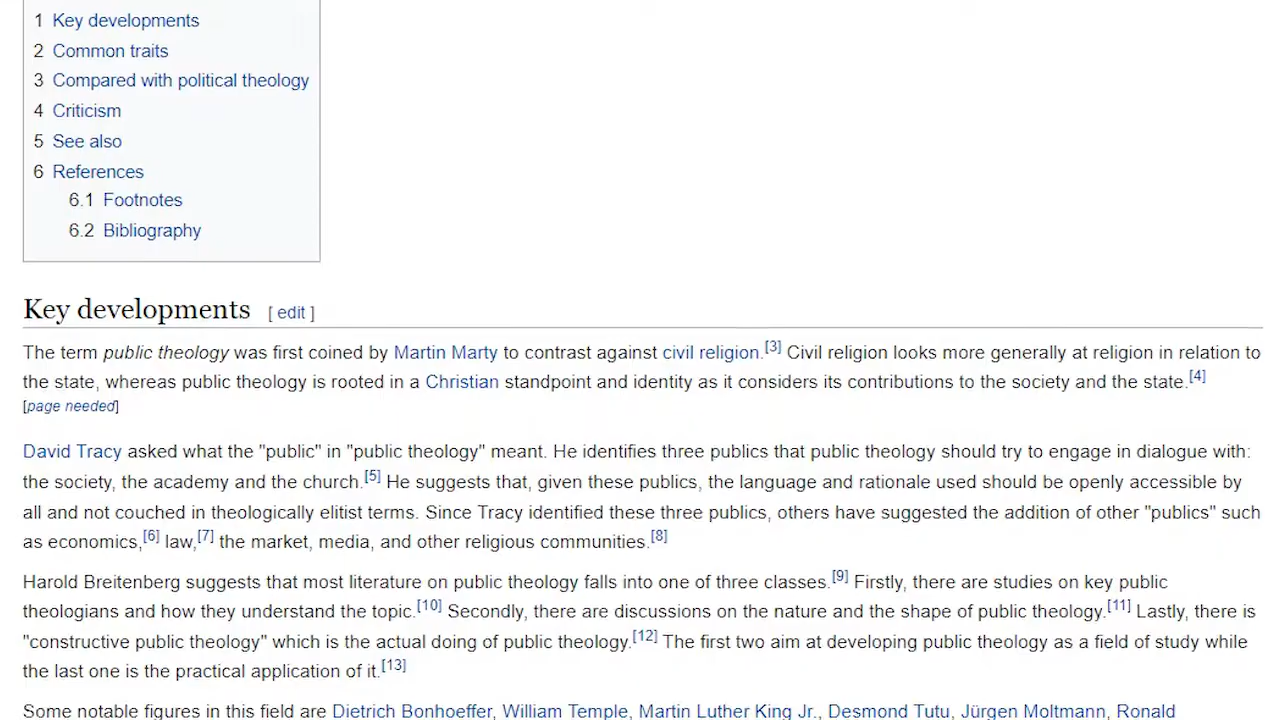 1 Key developments
2 Common traits
3 Compared with political theology
4 Criticism
5 See also
6 References
6.1 Footnotes
6.2 Bibliography
Key developments [ edit ]
The term public theology was first coined by Martin Marty to contrast against civil religion.[3] Civil religion looks more generally at religion in relation to
the state, whereas public theology is rooted in a Christian standpoint and identity as it considers its contributions to the society and the state.[4]
[page needed]
David Tracy asked what the "public" in "public theology" meant. He identifies three publics that public theology should try to engage in dialogue with:
the society, the academy and the church.[5] He suggests that, given these publics, the language and rationale used should be openly accessible by
all and not couched in theologically elitist terms. Since Tracy identified these three publics, others have suggested the addition of other "publics" such
as economics,[6] law,[7] the market, media, and other religious communities.[8]
Harold Breitenberg suggests that most literature on public theology falls into one of three classes.[9] Firstly, there are studies on key public
theologians and how they understand the topic.[10] Secondly, there are discussions on the nature and the shape of public theology.[11] Lastly, there is
"constructive public theology" which is the actual doing of public theology.[12] The first two aim at developing public theology as a field of study while
the last one is the practical application of it.[13]
Some notable figures in this field are Dietrich Bonhoeffer, William Temple, Martin Luther King Jr., Desmond Tutu, Jürgen Moltmann, Ronald